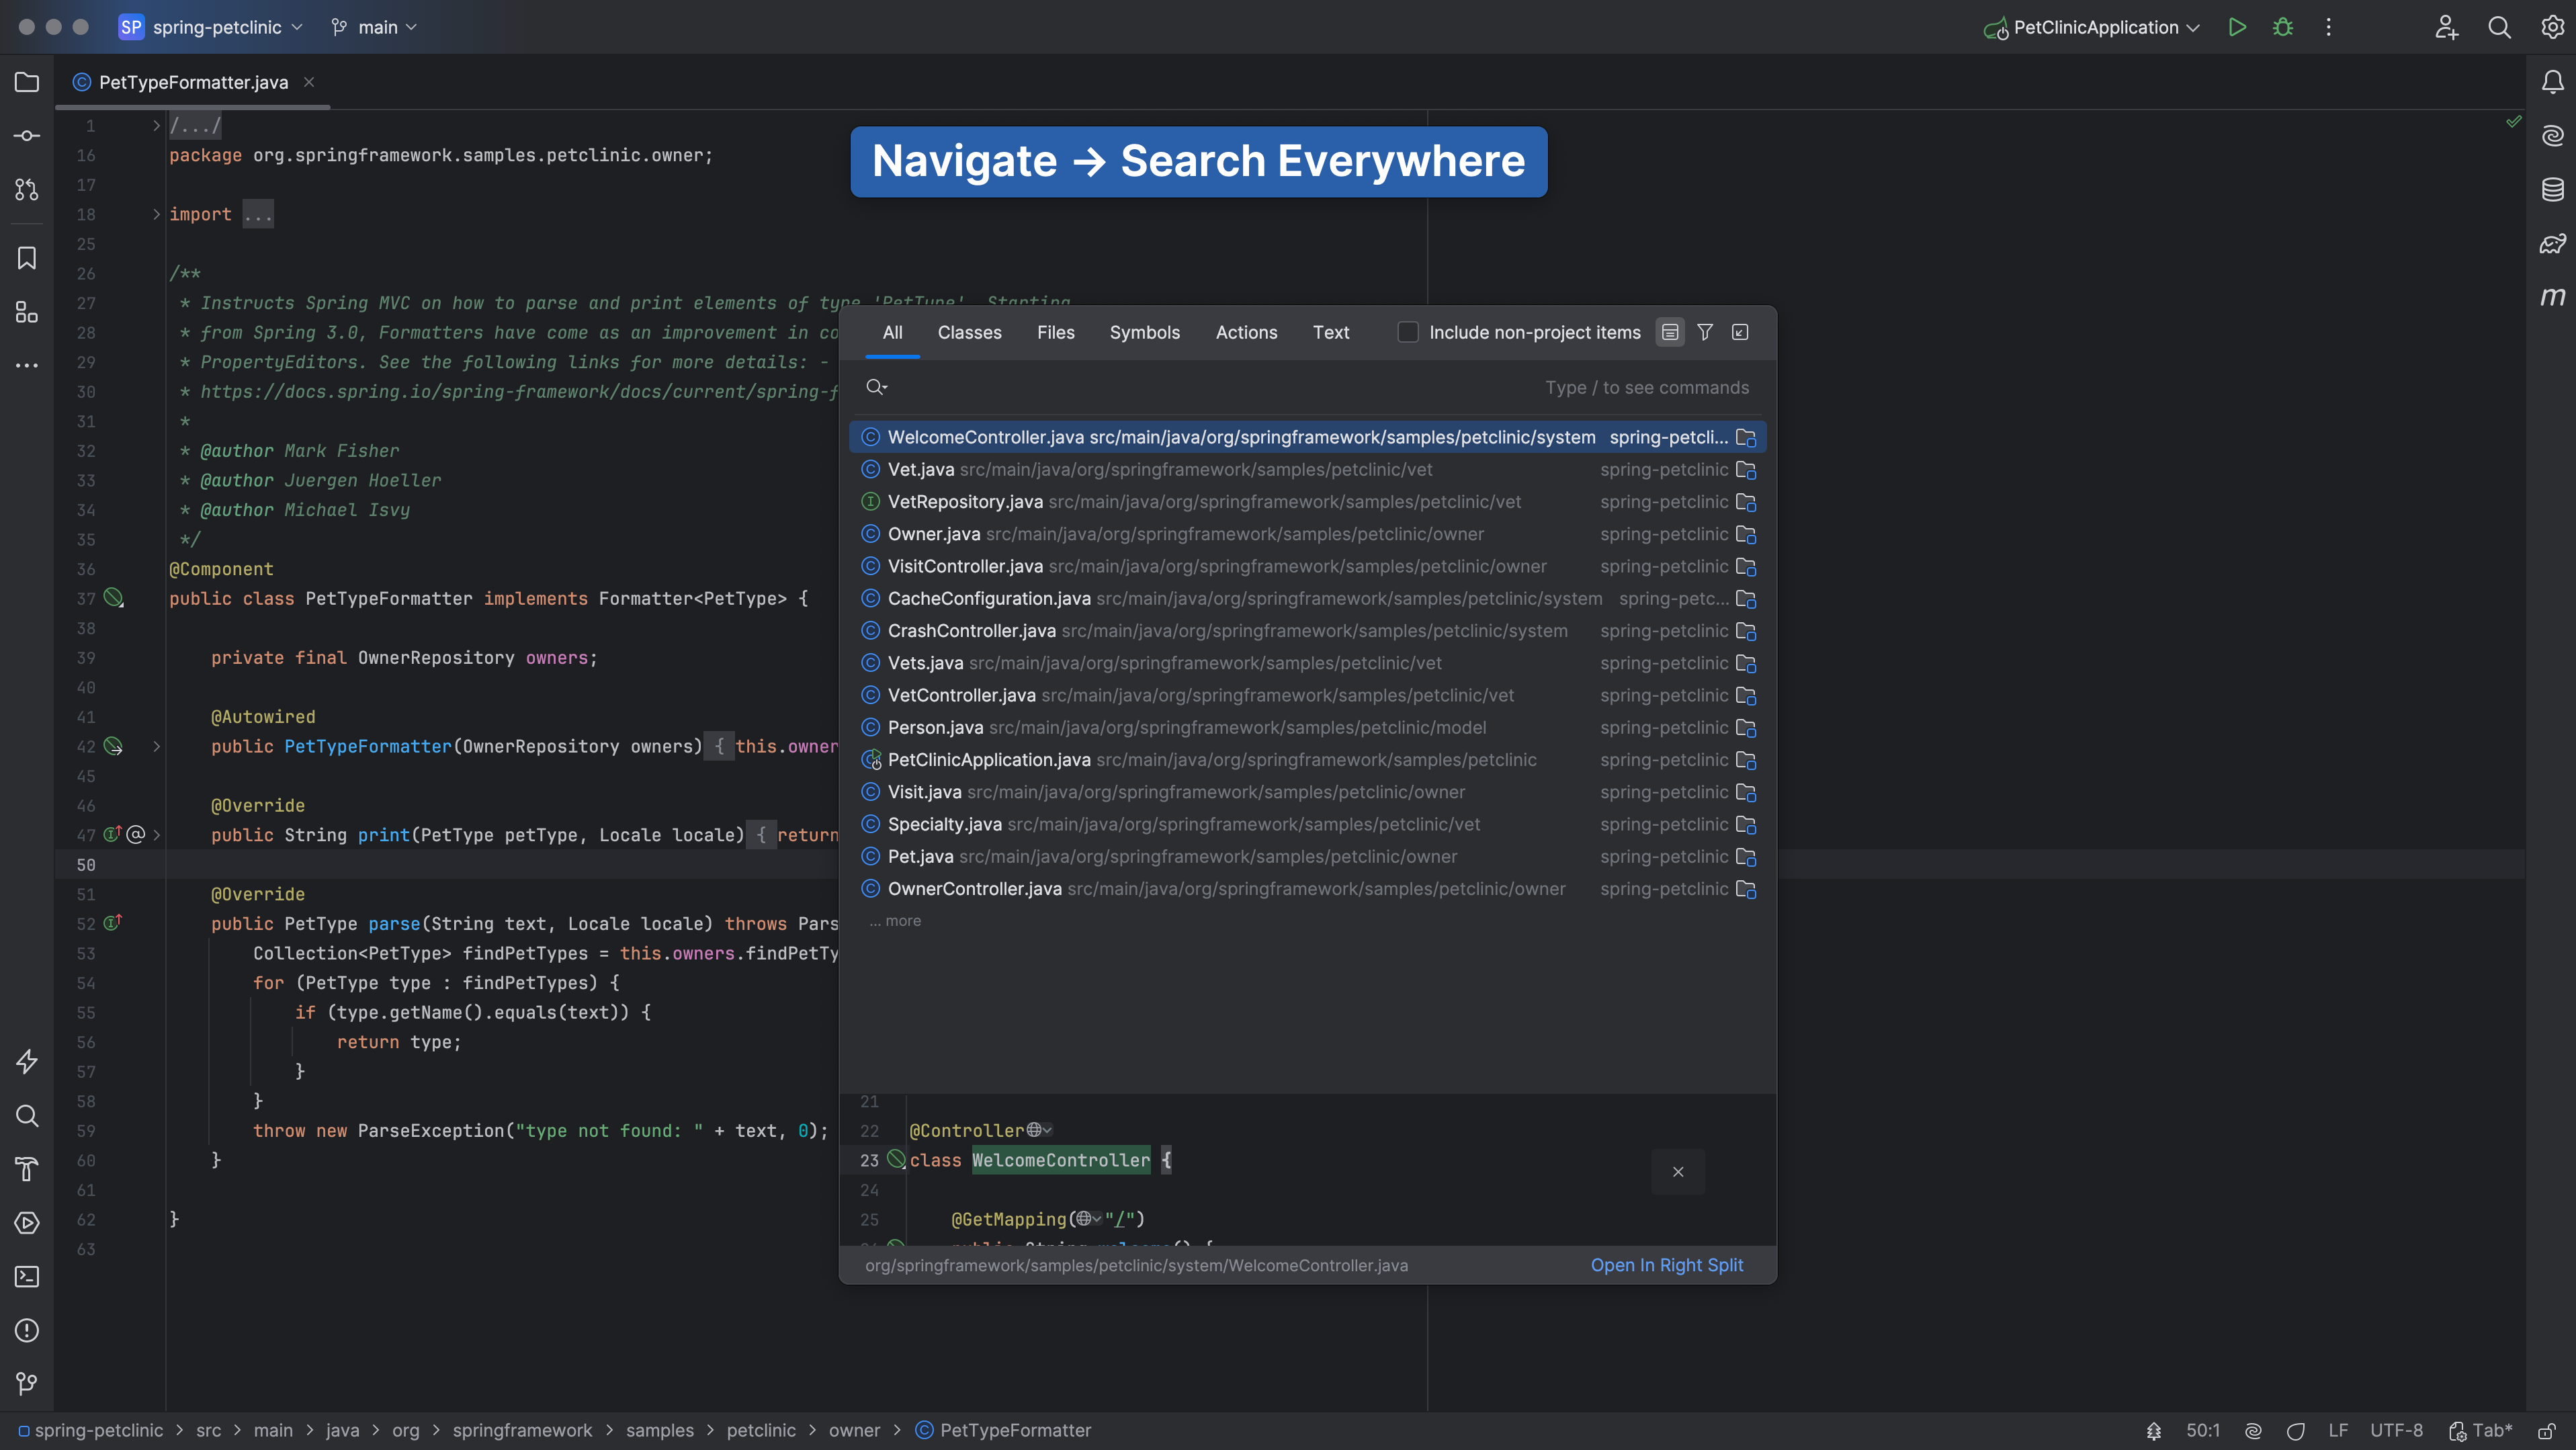 SP spring-petclinic main PetClinicApplication
PetTypeFormatter.java
1 /.../
16 package org.springframework.samples.petclinic.owner;
17
18 import ...
25
26 /**
27 * Instructs Spring MVC on how to parse and print elements of type 'PetType'. Starting
28 * from Spring 3.0, Formatters have come as an improvement in co
29 * PropertyEditors. See the following links for more details: -
30 * https://docs.spring.io/spring-framework/docs/current/spring-f
31 *
32 * @author Mark Fisher
33 * @author Juergen Hoeller
34 * @author Michael Isvy
35 */
36 @Component
37 public class PetTypeFormatter implements Formatter<PetType> {
38
39 private final OwnerRepository owners;
40
41 @Autowired
42 public PetTypeFormatter(OwnerRepository owners) { this.owner
45
46 @Override
47 public String print(PetType petType, Locale locale) { return
50
51 @Override
52 public PetType parse(String text, Locale locale) throws Pars
53 Collection<PetType> findPetTypes = this.owners.findPetTy
54 for (PetType type : findPetTypes) {
55 if (type.getName().equals(text)) {
56 return type;
57 }
58 }
59 throw new ParseException("type not found: " + text, 0);
60 }
61
62 }
63
Navigate → Search Everywhere
All Classes Files Symbols Actions Text Include non-project items
Type / to see commands
WelcomeController.java src/main/java/org/springframework/samples/petclinic/system spring-petcli...
Vet.java src/main/java/org/springframework/samples/petclinic/vet spring-petclinic
VetRepository.java src/main/java/org/springframework/samples/petclinic/vet spring-petclinic
Owner.java src/main/java/org/springframework/samples/petclinic/owner spring-petclinic
VisitController.java src/main/java/org/springframework/samples/petclinic/owner spring-petclinic
CacheConfiguration.java src/main/java/org/springframework/samples/petclinic/system spring-petc...
CrashController.java src/main/java/org/springframework/samples/petclinic/system spring-petclinic
Vets.java src/main/java/org/springframework/samples/petclinic/vet spring-petclinic
VetController.java src/main/java/org/springframework/samples/petclinic/vet spring-petclinic
Person.java src/main/java/org/springframework/samples/petclinic/model spring-petclinic
PetClinicApplication.java src/main/java/org/springframework/samples/petclinic spring-petclinic
Visit.java src/main/java/org/springframework/samples/petclinic/owner spring-petclinic
Specialty.java src/main/java/org/springframework/samples/petclinic/vet spring-petclinic
Pet.java src/main/java/org/springframework/samples/petclinic/owner spring-petclinic
OwnerController.java src/main/java/org/springframework/samples/petclinic/owner spring-petclinic
... more
21
22 @Controller
23 class WelcomeController {
24
25 @GetMapping("/")
public String welcome() {
org/springframework/samples/petclinic/system/WelcomeController.java Open In Right Split
spring-petclinic > src > main > java > org > springframework > samples > petclinic > owner > PetTypeFormatter 50:1 LF UTF-8 Tab*